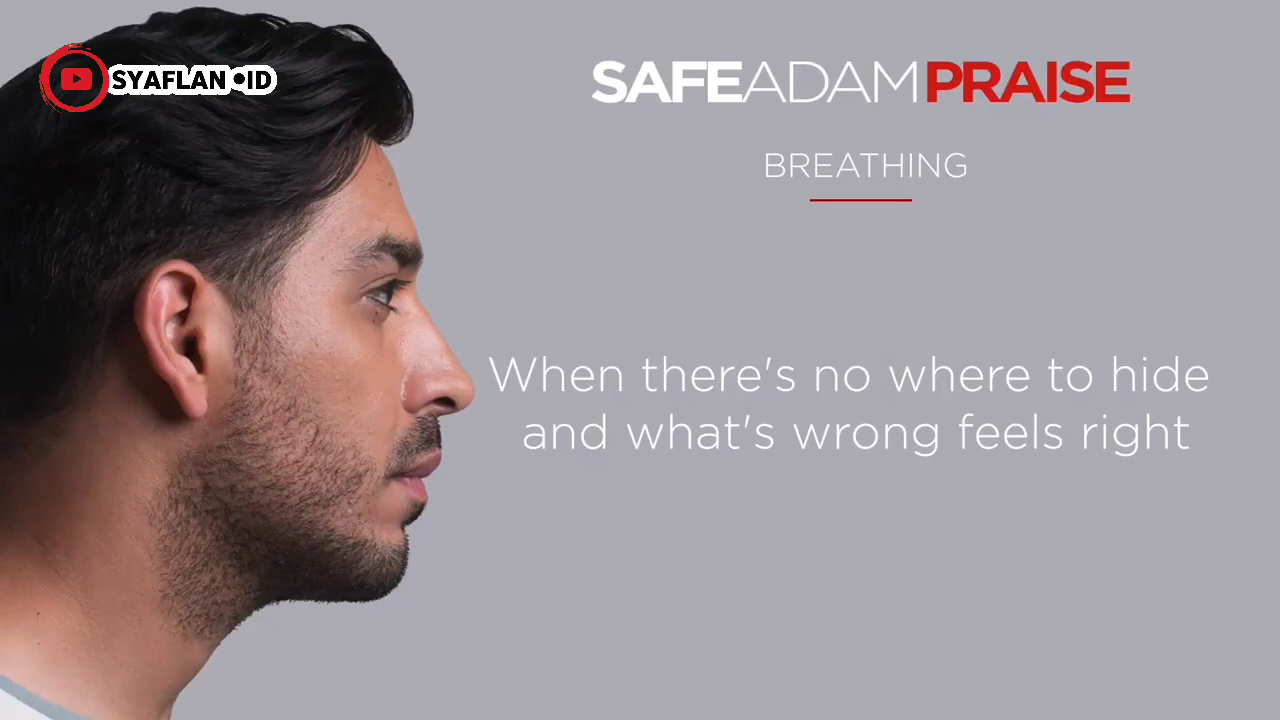 SYAFLAN•ID
SAFEADAMPRAISE
BREATHING
When there's no where to hide
and what's wrong feels right